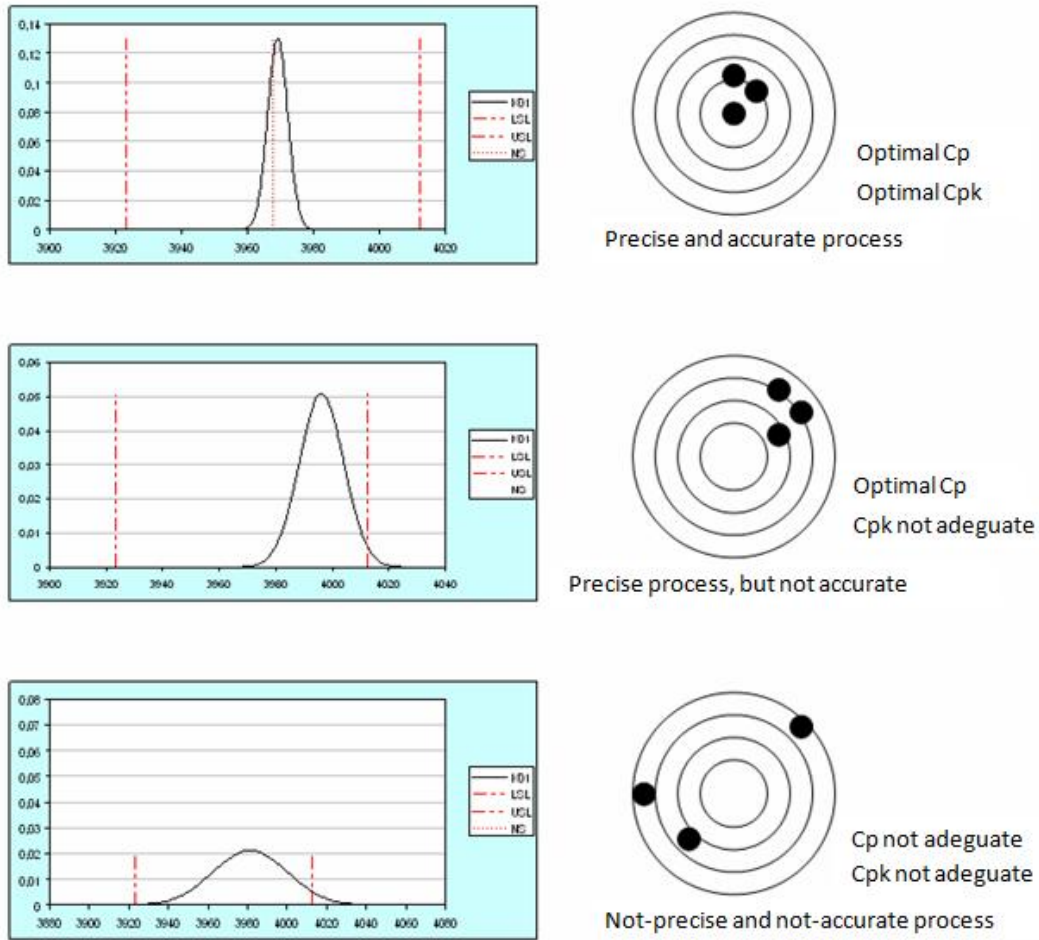 0,14
0,12
0,1
0,08
0,06
0,04
0,02
0
3900 3920 3940 3960 3980 4000 4020
LSL
USL
NS
Optimal Cp
Optimal Cpk
Precise and accurate process
0,06
0,05
0,04
0,03
0,02
0,01
0
3900 3920 3940 3960 3980 4000 4020 4040
LSL
USL
NS
Optimal Cp
Cpk not adeguate
Precise process, but not accurate
0,08
0,07
0,06
0,05
0,04
0,03
0,02
0,01
0
3880 3900 3920 3940 3960 3980 4000 4020 4040 4060 4080
LSL
USL
NS
Cp not adeguate
Cpk not adeguate
Not-precise and not-accurate process